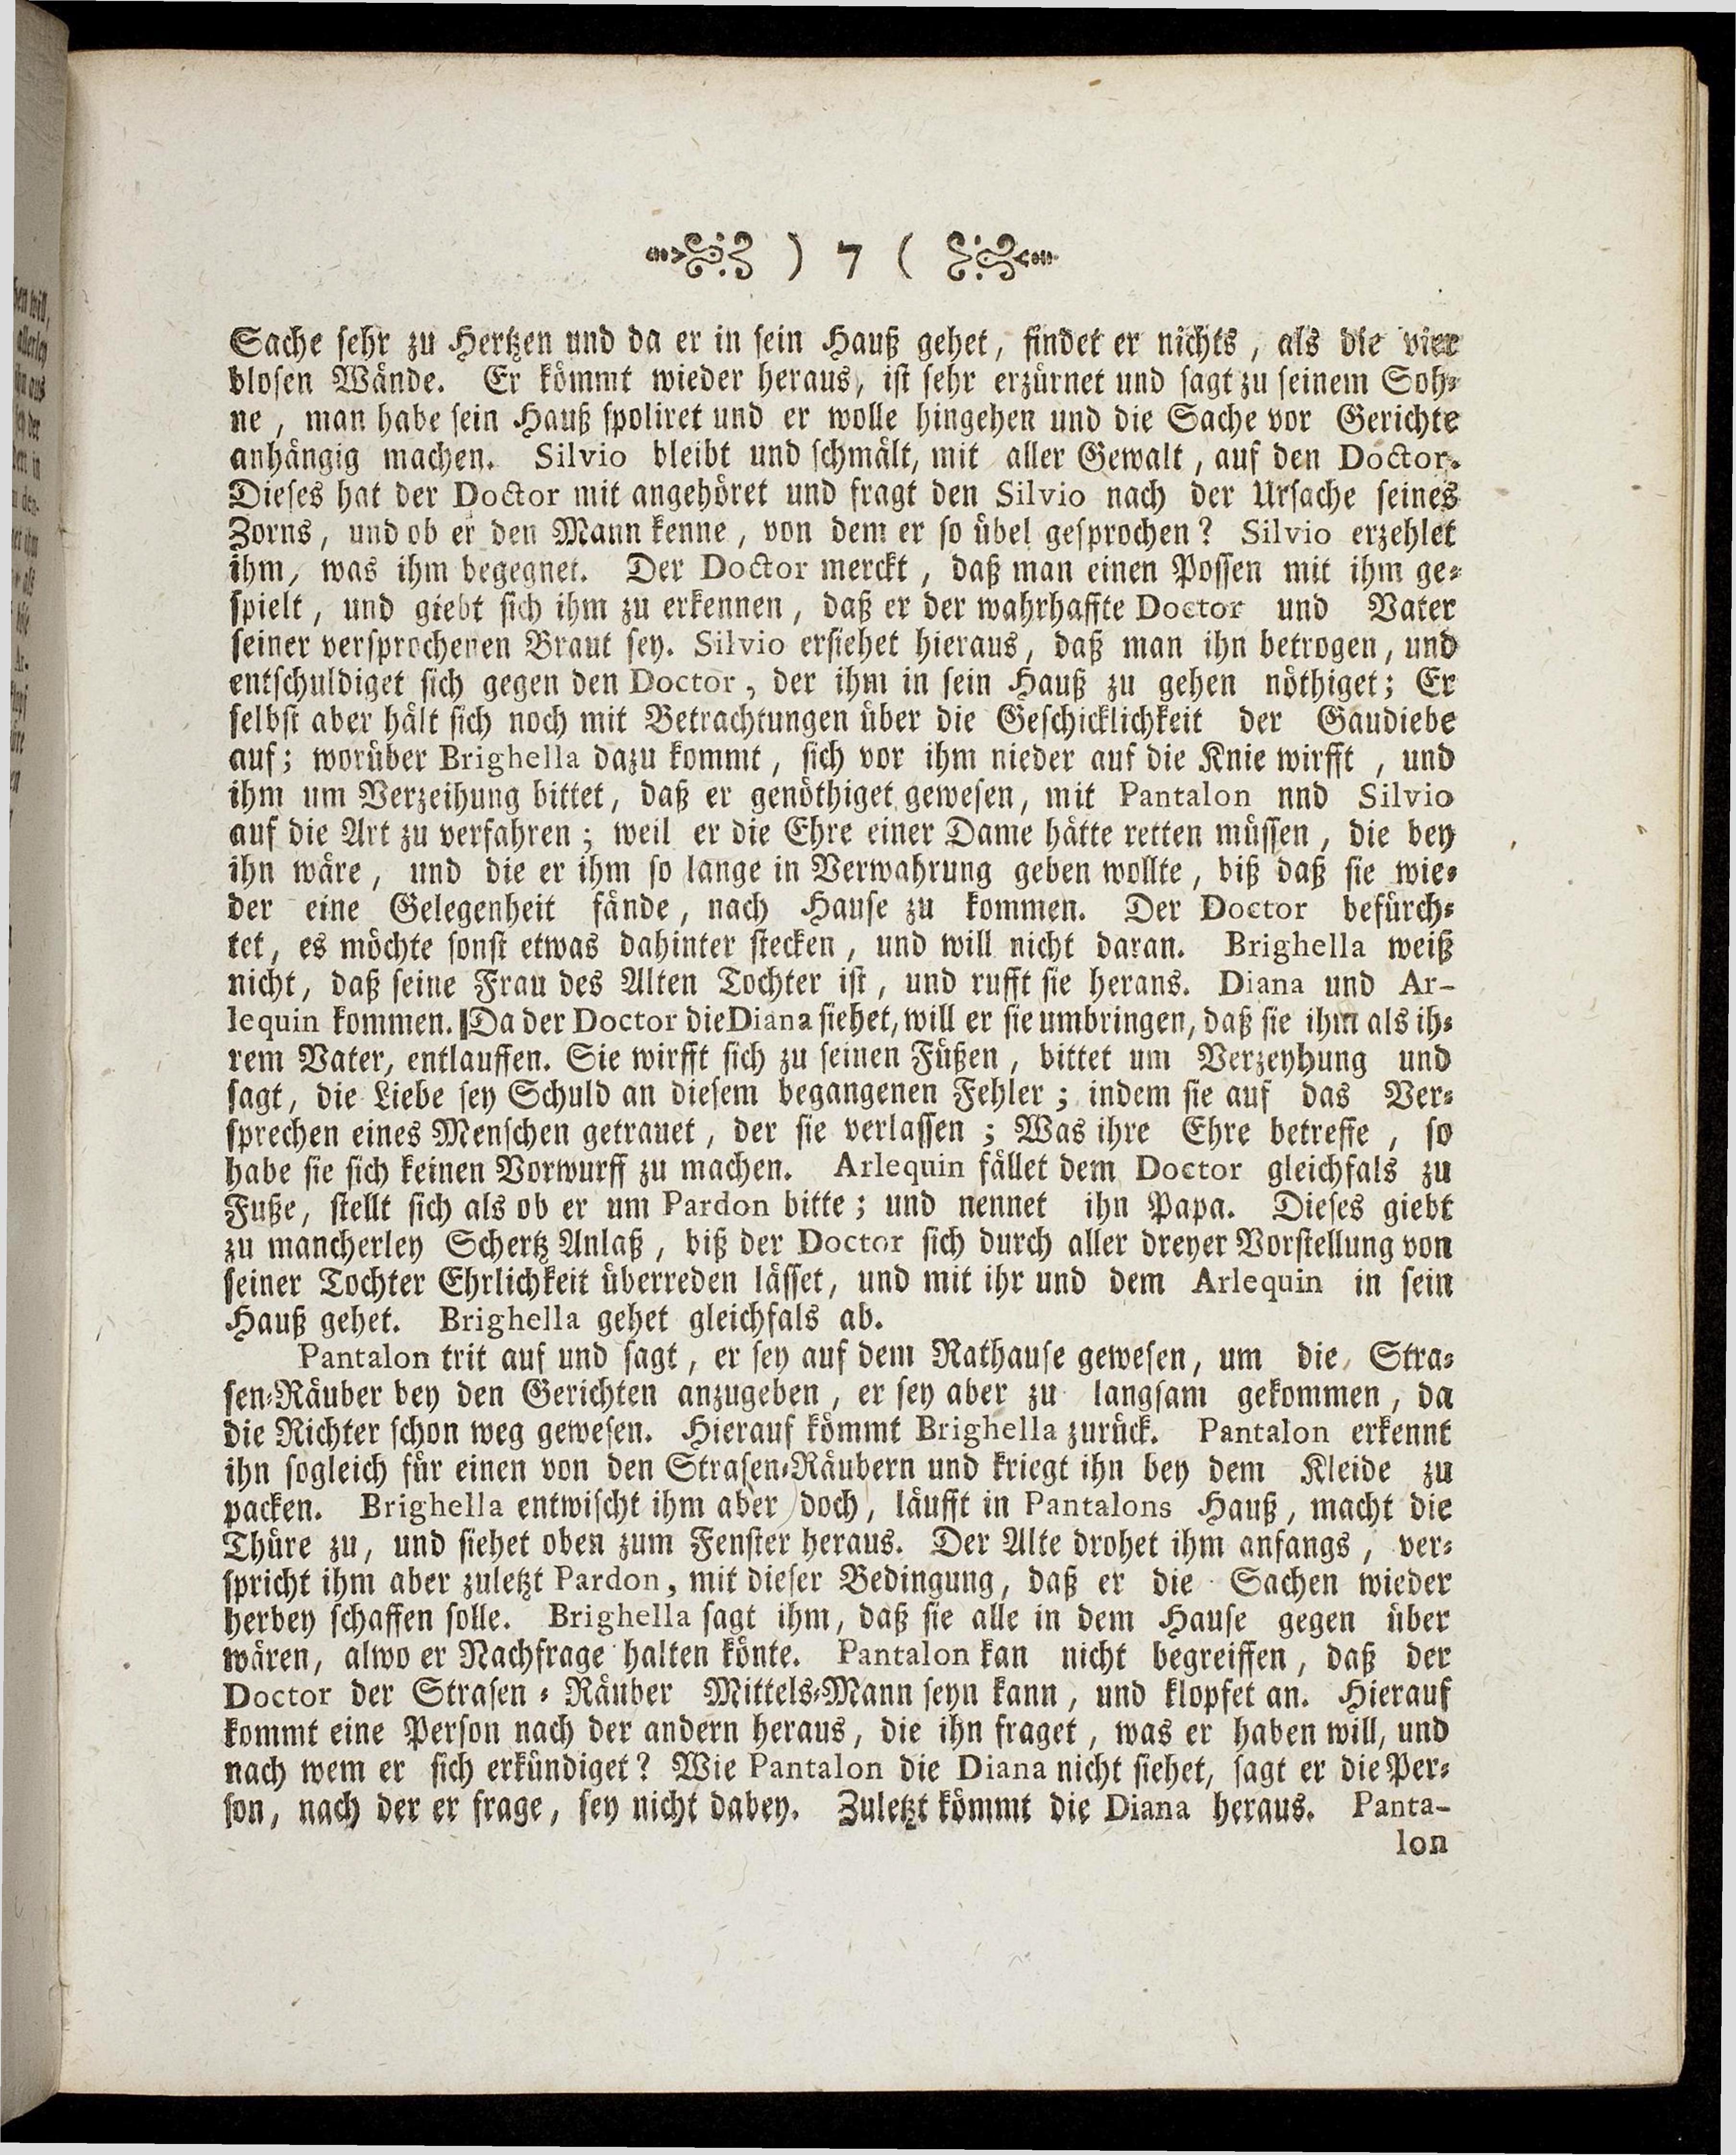 ) 7 (
Sache sehr zu Hertzen und da er in sein Hauß gehet, findet er nichts, als die vier
blosen Wände. Er kömmt wieder heraus, ist sehr erzürnet und sagt zu seinem Soh-
ne, man habe sein Hauß spoliret und er wolle hingehen und die Sache vor Gerichte
anhängig machen. Silvio bleibt und schmält, mit aller Gewalt, auf den Doctor.
Dieses hat der Doctor mit angehöret und fragt den Silvio nach der Ursache seines
Zorns, und ob er den Mann kenne, von dem er so übel gesprochen? Silvio erzehlet
ihm, was ihm begegnet. Der Doctor merckt, daß man einen Possen mit ihm ge-
spielt, und giebt sich ihm zu erkennen, daß er der wahrhaffte Doctor und Vater
seiner versprochenen Braut sey. Silvio ersiehet hieraus, daß man ihn betrogen, und
entschuldiget sich gegen den Doctor, der ihm in sein Hauß zu gehen nöthiget; Er
selbst aber hält sich noch mit Betrachtungen über die Geschicklichkeit der Gaudiebe
auf; worüber Brighella dazu kommt, sich vor ihm nieder auf die Knie wirfft, und
ihm um Verzeihung bittet, daß er genöthiget gewesen, mit Pantalon nnd Silvio
auf die Art zu verfahren; weil er die Ehre einer Dame hätte retten müssen, die bey
ihn wäre, und die er ihm so lange in Verwahrung geben wollte, biß daß sie wie-
der eine Gelegenheit fände, nach Hause zu kommen. Der Doctor befürch-
tet, es möchte sonst etwas dahinter stecken, und will nicht daran. Brighella weiß
nicht, daß seine Frau des Alten Tochter ist, und rufft sie herans. Diana und Ar-
lequin kommen. Da der Doctor die Diana siehet, will er sie umbringen, daß sie ihm als ih-
rem Vater, entlauffen. Sie wirfft sich zu seinen Füßen, bittet um Verzeyhung und
sagt, die Liebe sey Schuld an diesem begangenen Fehler; indem sie auf das Ver-
sprechen eines Menschen getrauet, der sie verlassen; Was ihre Ehre betreffe, so
habe sie sich keinen Vorwurff zu machen. Arlequin fället dem Doctor gleichfals zu
Fuße, stellt sich als ob er um Pardon bitte; und nennet ihn Papa. Dieses giebt
zu mancherley Schertz Anlaß, biß der Doctor sich durch aller dreyer Vorstellung von
seiner Tochter Ehrlichkeit überreden lässet, und mit ihr und dem Arlequin in sein
Hauß gehet. Brighella gehet gleichfals ab.
Pantalon trit auf und sagt, er sey auf dem Rathause gewesen, um die Stra-
sen-Räuber bey den Gerichten anzugeben, er sey aber zu langsam gekommen, da
die Richter schon weg gewesen. Hierauf kömmt Brighella zurück. Pantalon erkennt
ihn sogleich für einen von den Strasen-Räubern und kriegt ihn bey dem Kleide zu
packen. Brighella entwischt ihm aber doch, läufft in Pantalons Hauß, macht die
Thüre zu, und siehet oben zum Fenster heraus. Der Alte drohet ihm anfangs, ver-
spricht ihm aber zuletzt Pardon, mit dieser Bedingung, daß er die Sachen wieder
herbey schaffen solle. Brighella sagt ihm, daß sie alle in dem Hause gegen über
wären, alwo er Nachfrage halten könte. Pantalon kan nicht begreiffen, daß der
Doctor der Strasen-Räuber Mittels-Mann seyn kann, und klopfet an. Hierauf
kommt eine Person nach der andern heraus, die ihn fraget, was er haben will, und
nach wem er sich erkündiget? Wie Pantalon die Diana nicht siehet, sagt er die Per-
son, nach der er frage, sey nicht dabey. Zuletzt kömmt die Diana heraus. Panta-
lon